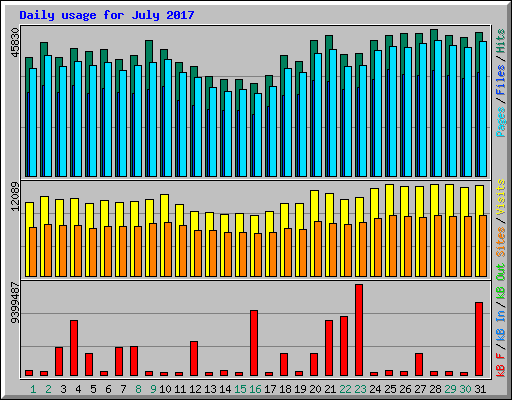 Daily usage for July 2017
45830
Pages / Files / Hits
12089
Sites / Visits
9399487
kB F / kB In / kB Out
1 2 3 4 5 6 7 8 9 10 11 12 13 14 15 16 17 18 19 20 21 22 23 24 25 26 27 28 29 30 31